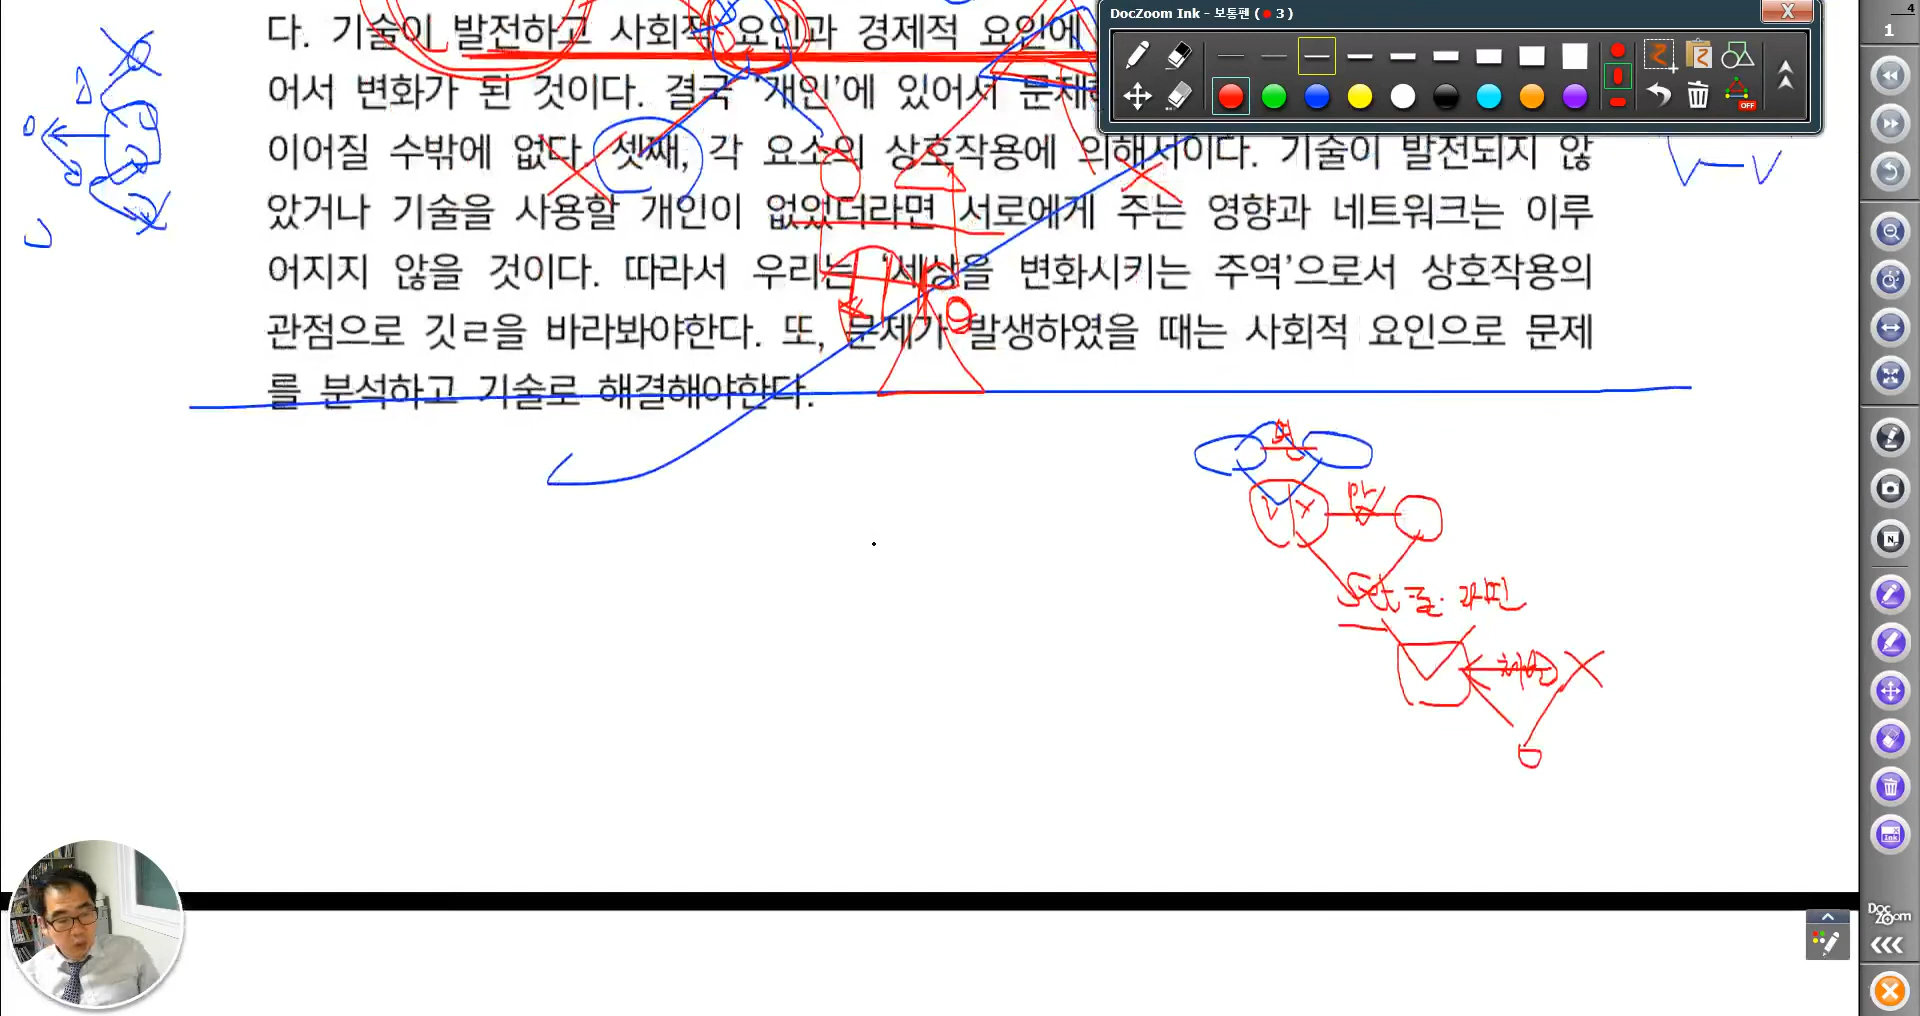 DocZoom Ink - 보통펜 ( 3 )
4
1
OFF
다. 기술이 발전하고 사회적 요인과 경제적 요인에
어서 변화가 된 것이다. 결국 '개인'에 있어서 문제
이어질 수밖에 없다. 셋째, 각 요소의 상호작용에 의해서이다. 기술이 발전되지 않
았거나 기술을 사용할 개인이 없었더라면 서로에게 주는 영향과 네트워크는 이루
어지지 않을 것이다. 따라서 우리는 '세상을 변화시키는 주역'으로서 상호작용의
관점으로 깃ㄹ을 바라봐야한다. 또, 문제가 발생하였을 때는 사회적 요인으로 문제
를 분석하고 기술로 해결해야한다.
Set
N
Ink
Doc
Zoom